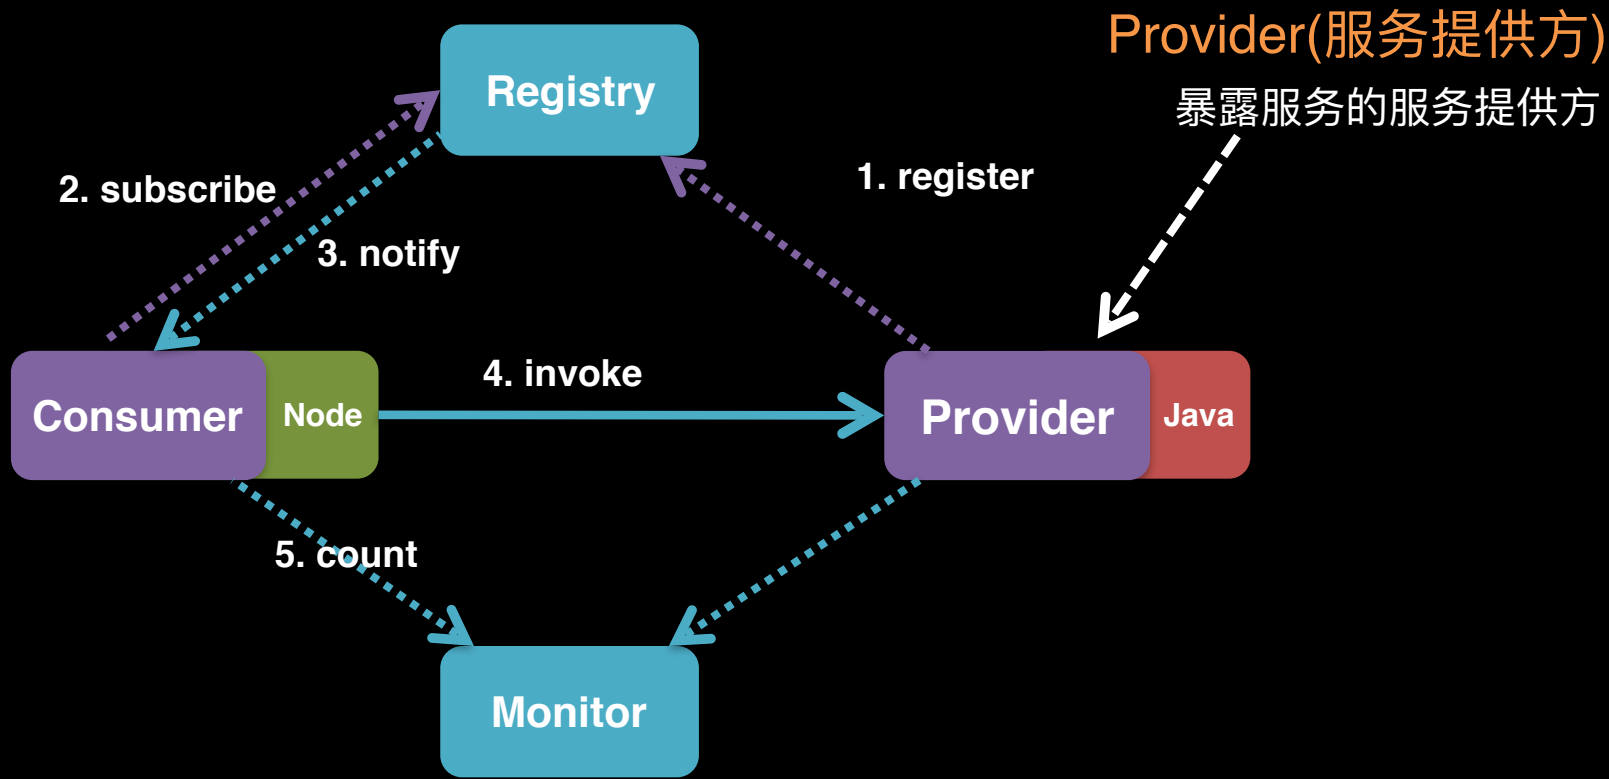 Provider(服务提供方)
暴露服务的服务提供方
Registry
1. register
2. subscribe
3. notify
4. invoke
Consumer
Node
Provider
Java
5. count
Monitor